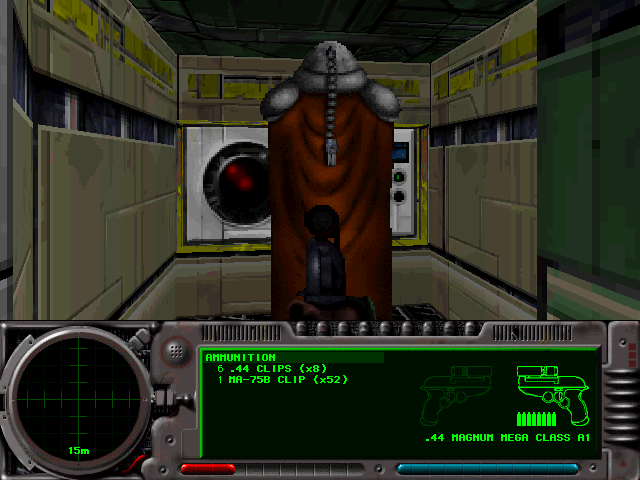 AMMUNITION
6 .44 CLIPS (x8)
1 MA-75B CLIP (x52)
.44 MAGNUM MEGA CLASS A1
15m